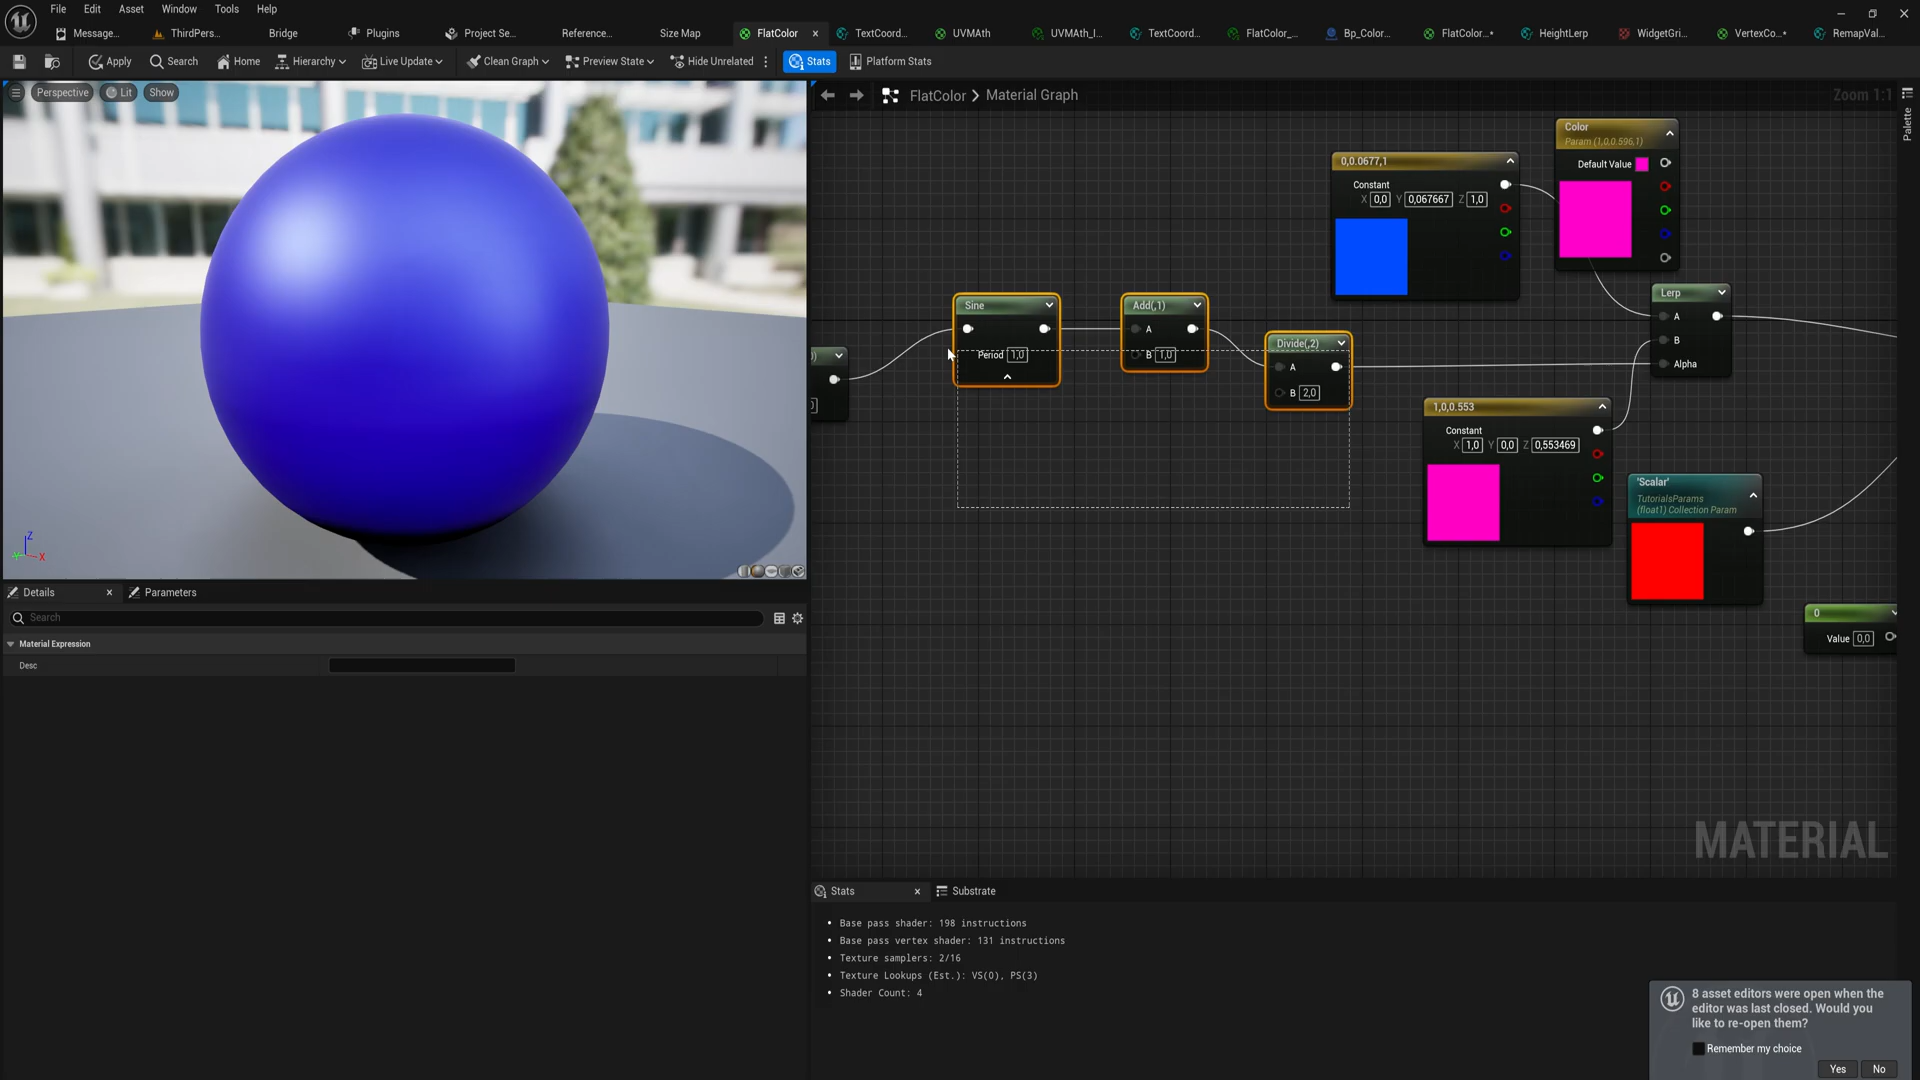 File Edit Asset Window Tools Help
Message... ThirdPers... Bridge Plugins Project Se... Reference... Size Map FlatColor TextCoord... UVMAth UVMAth_I... TextCoord... FlatColor_... Bp_Color... FlatColor...• HeightLerp WidgetGri... VertexCo...• RemapVal...
Apply Search Home Hierarchy Live Update Clean Graph Preview State Hide Unrelated Stats Platform Stats
Perspective Lit Show
FlatColor > Material Graph Zoom 1:1
Palette
Color
Param (1,0,0.596,1)
Default Value
0,0.0677,1
Constant
X 0,0 Y 0,067667 Z 1,0
Lerp
A
B
Alpha
Sine
Period 1,0
Add(,1)
A
B 1,0
Divide(,2)
A
B 2,0
1,0,0.553
Constant
X 1,0 Y 0,0 Z 0,553469
'Scalar'
TutorialsParams
(float1) Collection Param
0
Value 0,0
MATERIAL
Z
X
Details Parameters
Search
Material Expression
Desc
Stats Substrate
• Base pass shader: 198 instructions
• Base pass vertex shader: 131 instructions
• Texture samplers: 2/16
• Texture Lookups (Est.): VS(0), PS(3)
• Shader Count: 4
8 asset editors were open when the
editor was last closed. Would you
like to re-open them?
Remember my choice
Yes No